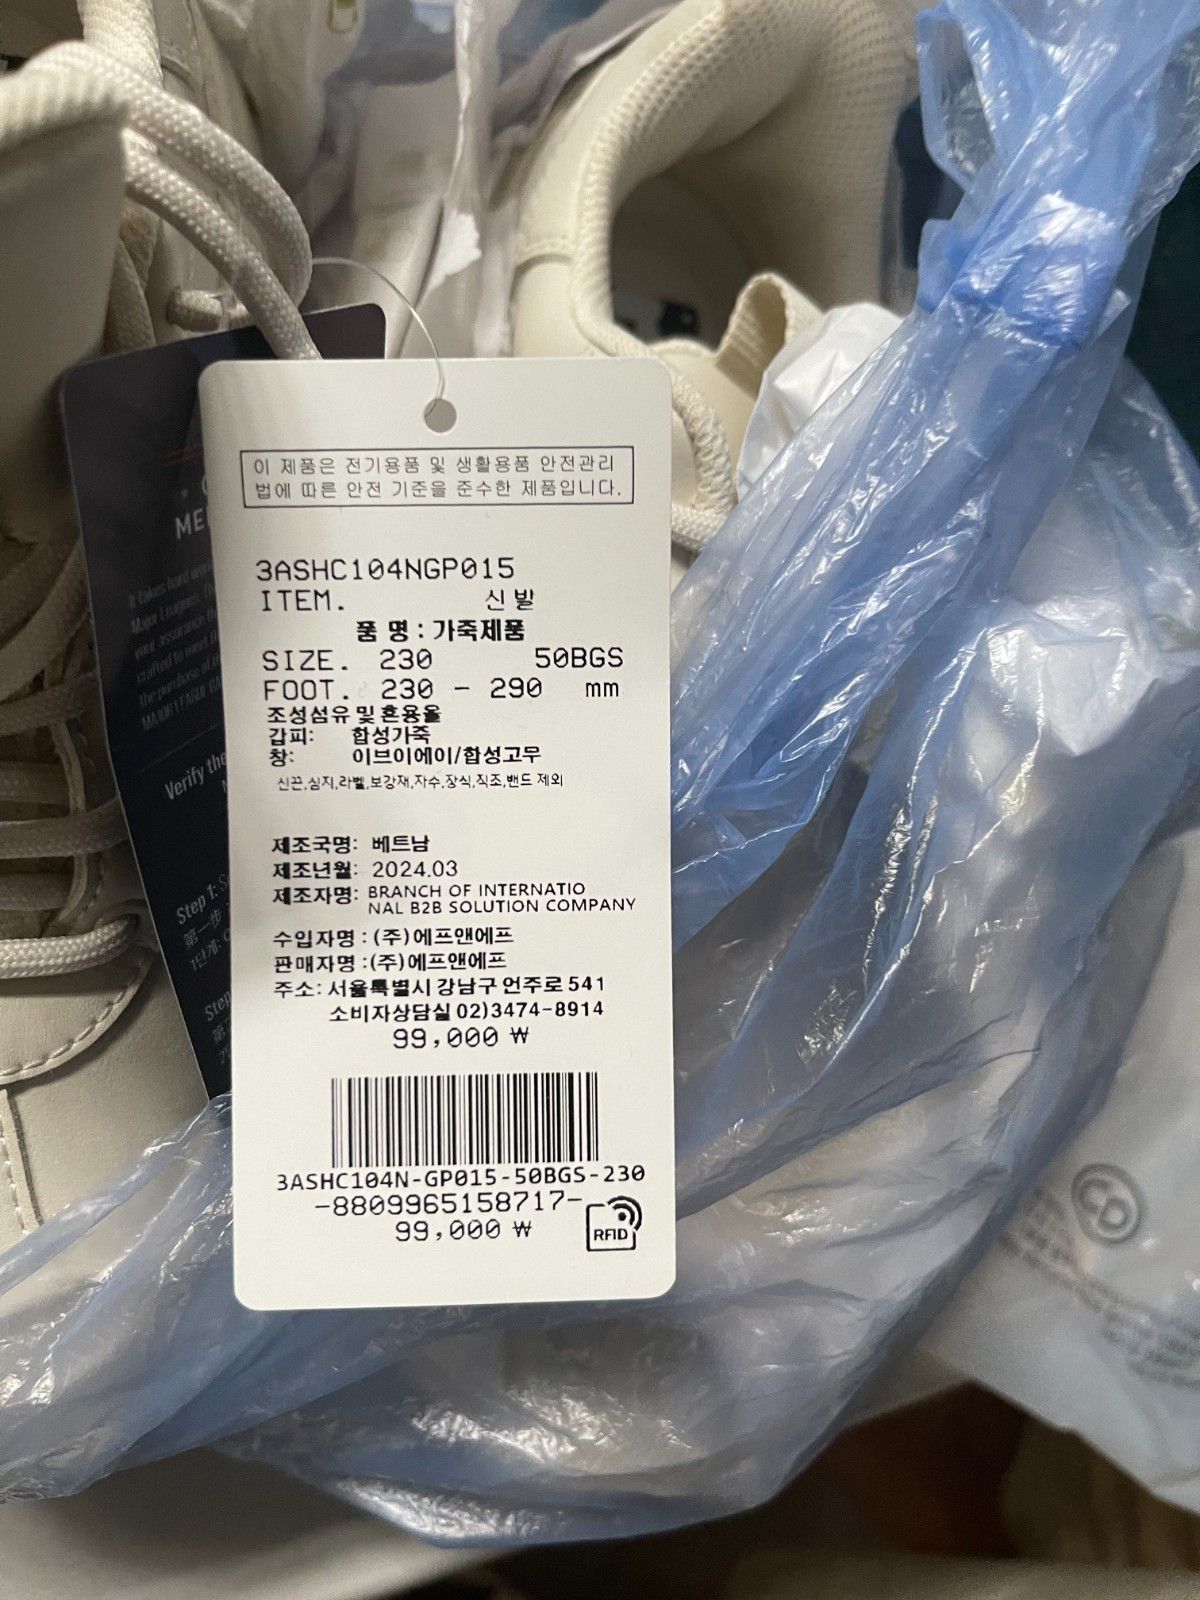 이 제품은 전기용품 및 생활용품 안전관리
법에 따른 안전 기준을 준수한 제품입니다.
3ASHC104NGP015
ITEM. 신발
품 명 : 가죽제품
SIZE. 230 50BGS
FOOT. 230 - 290 mm
조성섬유 및 혼용율
갑피: 합성가죽
창: 이브이에이/합성고무
신끈,심지,라벨,보강재,자수,장식,직조,밴드 제외
제조국명: 베트남
제조년월: 2024.03
제조자명: BRANCH OF INTERNATIO
NAL B2B SOLUTION COMPANY
수입자명 : (주)에프앤에프
판매자명 : (주)에프앤에프
주소: 서울특별시 강남구 언주로 541
소비자상담실 02)3474-8914
99,000 ₩
3ASHC104N-GP015-50BGS-230
-8809965158717-
99,000 ₩
RFID
Verify the
Step 1:
第一步
1단계:
Step